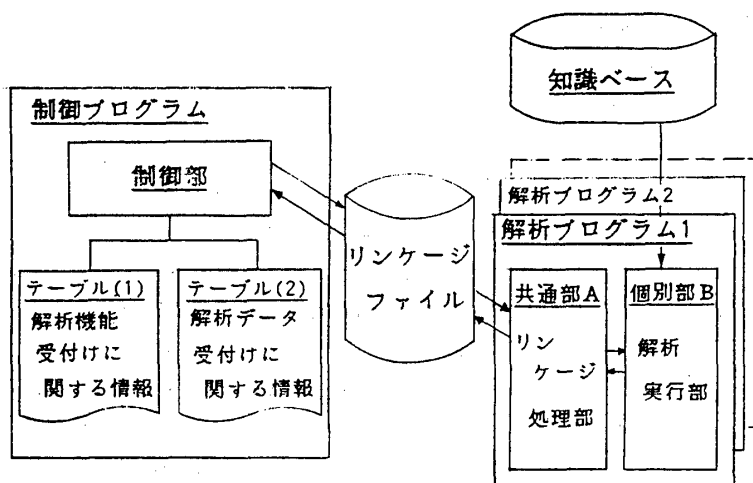 知識ベース
制御プログラム
制御部
テーブル(1)
解析機能
受付けに
関する情報
テーブル(2)
解析データ
受付けに
関する情報
リンケージ
ファイル
解析プログラム2
解析プログラム1
共通部A
リン
ケージ
処理部
個別部B
解析
実行部